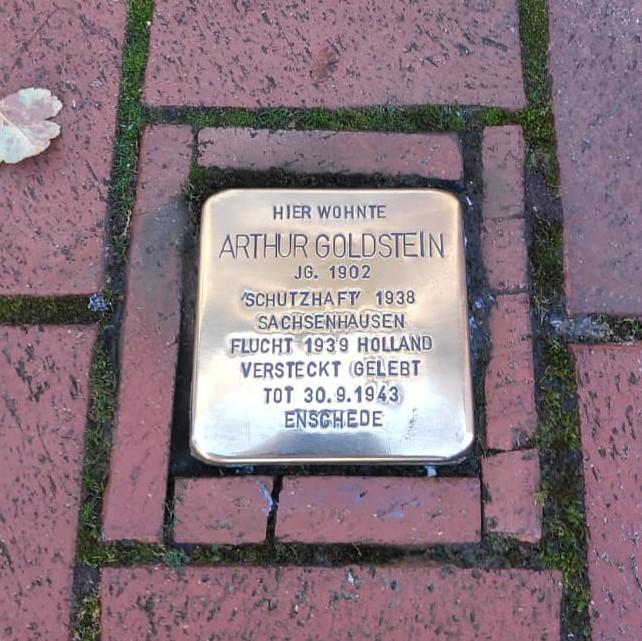 HIER WOHNTE
ARTHUR GOLDSTEIN
JG. 1902
'SCHUTZHAFT' 1938
SACHSENHAUSEN
FLUCHT 1939 HOLLAND
VERSTECKT GELEBT
TOT 30.9.1943
ENSCHEDE